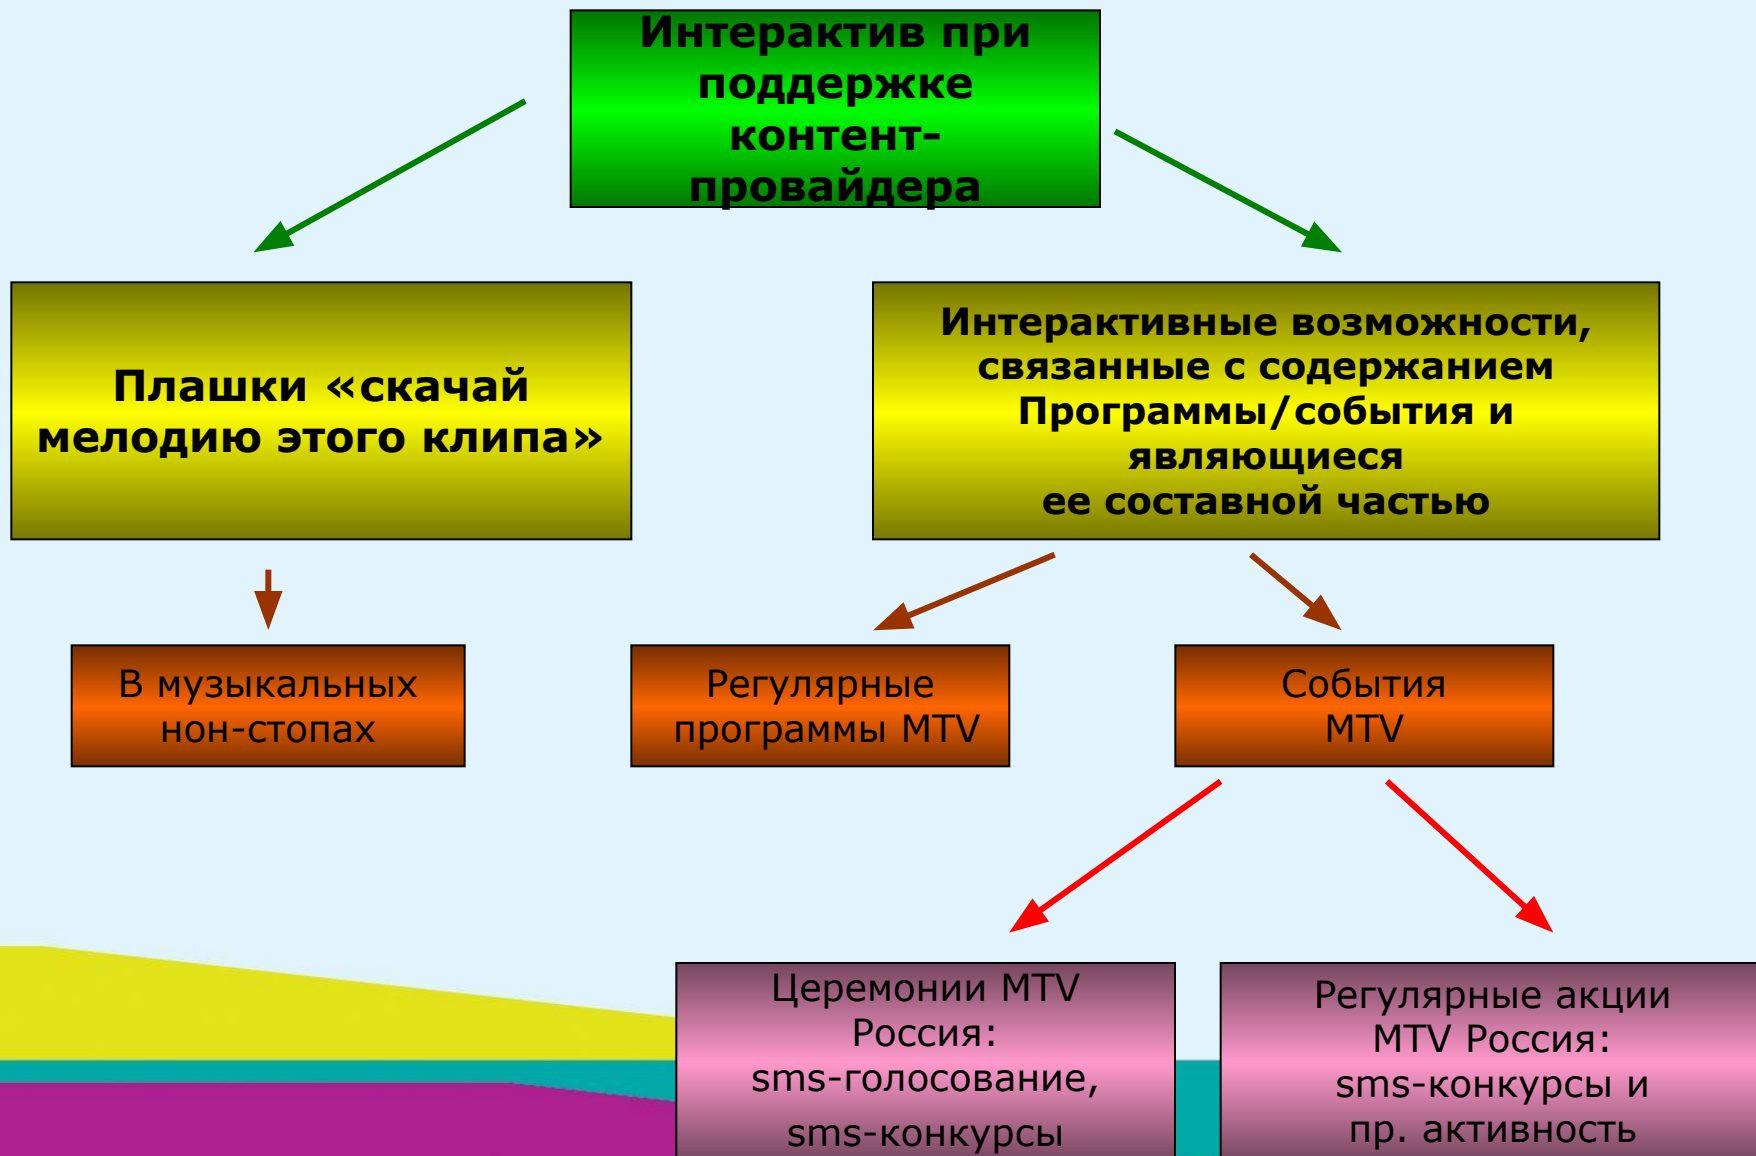 Интерактив при
поддержке
контент-
провайдера
Плашки «скачай
мелодию этого клипа»
Интерактивные возможности,
связанные с содержанием
Программы/события и
являющиеся
ее составной частью
В музыкальных
нон-стопах
Регулярные
программы MTV
События
MTV
Церемонии MTV
Россия:
sms-голосование,
sms-конкурсы
Регулярные акции
MTV Россия:
sms-конкурсы и
пр. активность